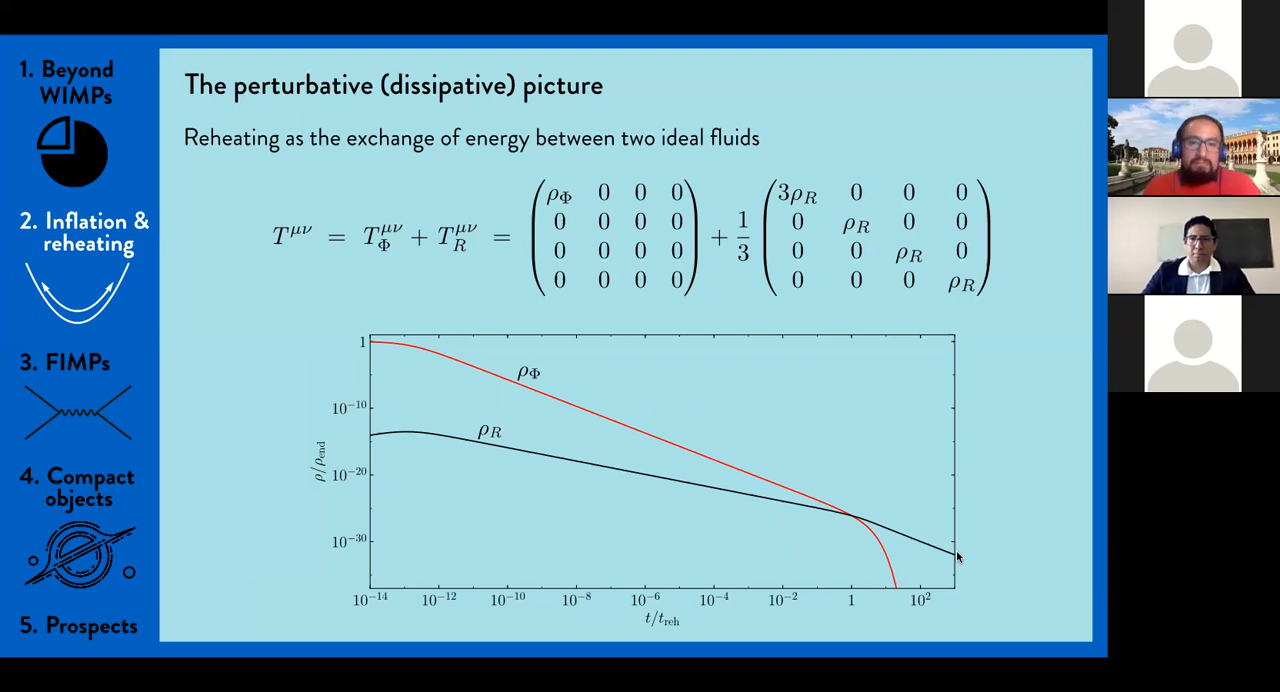 1. Beyond
WIMPs
2. Inflation &
reheating
3. FIMPs
4. Compact
objects
5. Prospects
The perturbative (dissipative) picture
Reheating as the exchange of energy between two ideal fluids
T^{μν} = T_Φ^{μν} + T_R^{μν} = (ρ_Φ 0 0 0; 0 0 0 0; 0 0 0 0; 0 0 0 0) + 1/3 (3ρ_R 0 0 0; 0 ρ_R 0 0; 0 0 ρ_R 0; 0 0 0 ρ_R)
1
10^{-10}
10^{-20}
10^{-30}
ρ/ρ_end
ρ_Φ
ρ_R
10^{-14} 10^{-12} 10^{-10} 10^{-8} 10^{-6} 10^{-4} 10^{-2} 1 10^{2}
t/t_reh